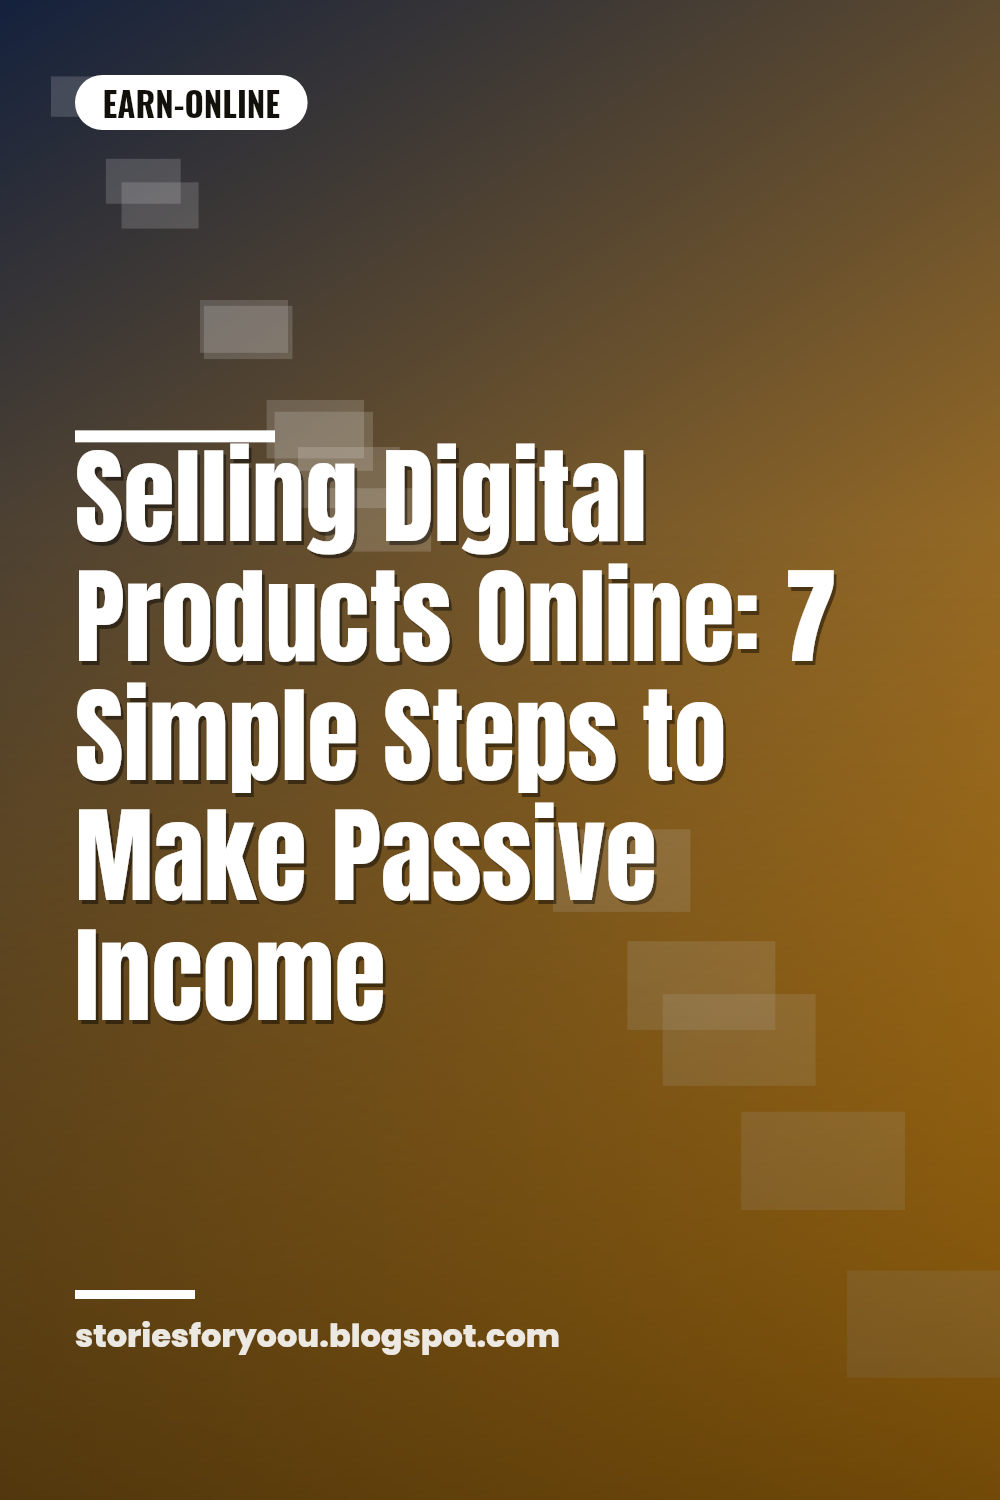 EARN-ONLINE
Selling Digital
Products Online: 7
Simple Steps to
Make Passive
Income
storiesforyoou.blogspot.com